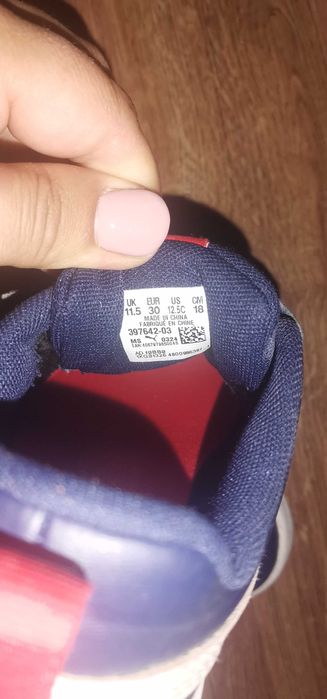 UK EUR US CM
11.5 30 12.5C 18
MADE IN CHINA
FABRIQUÉ EN CHINE
397642-03
MS 0324